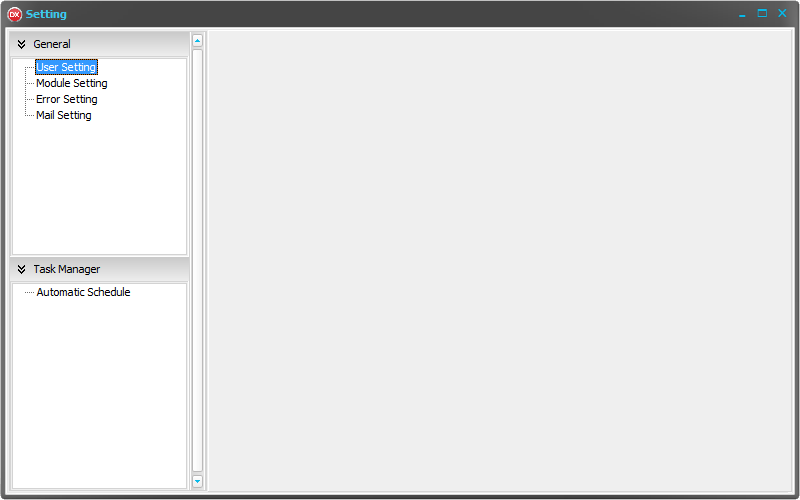 DX Setting
General
User Setting
Module Setting
Error Setting
Mail Setting
Task Manager
Automatic Schedule